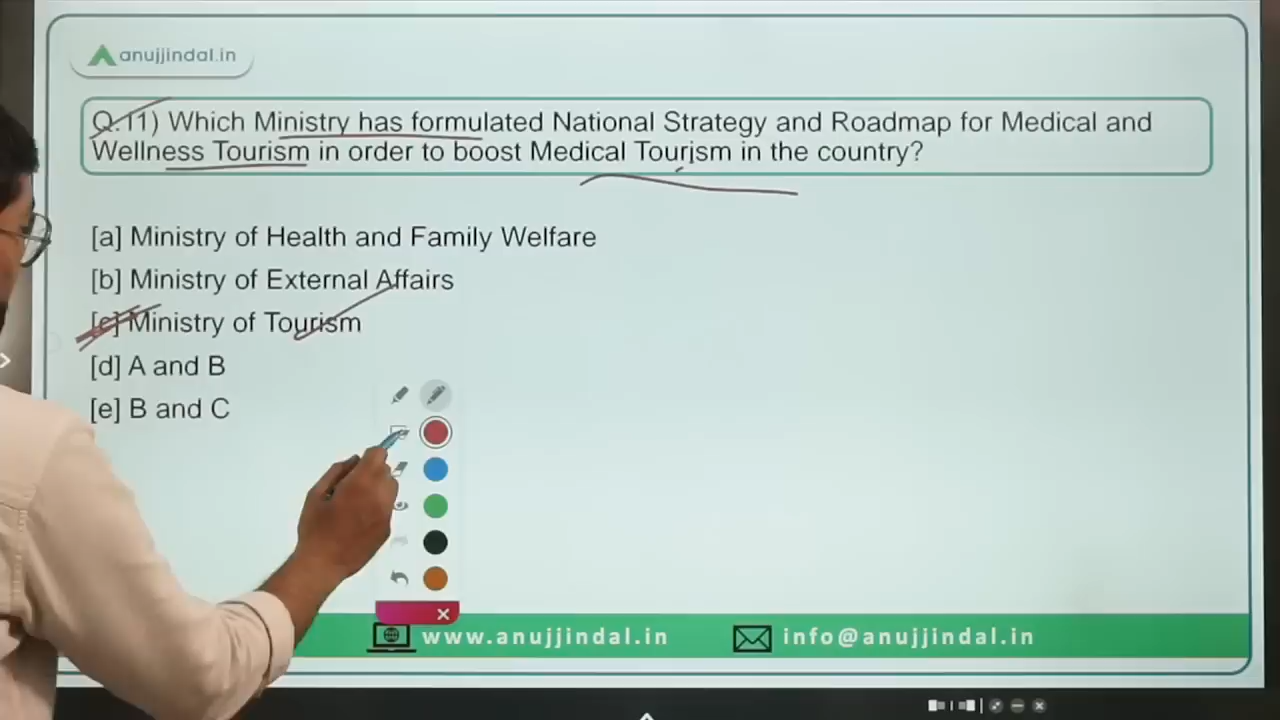 anujjindal.in
Q.11) Which Ministry has formulated National Strategy and Roadmap for Medical and
Wellness Tourism in order to boost Medical Tourism in the country?
[a] Ministry of Health and Family Welfare
[b] Ministry of External Affairs
[c] Ministry of Tourism
[d] A and B
[e] B and C
www.anujjindal.in
info@anujjindal.in